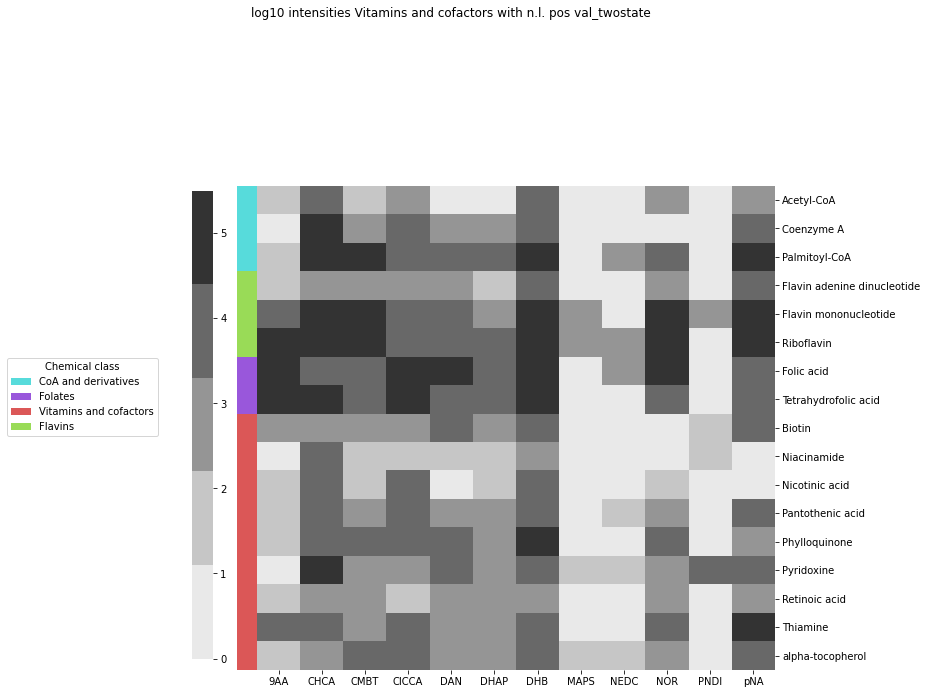 log10 intensities Vitamins and cofactors with n.l. pos val_twostate
Chemical class
CoA and derivatives
Folates
Vitamins and cofactors
Flavins
5
4
3
2
1
0
Acetyl-CoA
Coenzyme A
Palmitoyl-CoA
Flavin adenine dinucleotide
Flavin mononucleotide
Riboflavin
Folic acid
Tetrahydrofolic acid
Biotin
Niacinamide
Nicotinic acid
Pantothenic acid
Phylloquinone
Pyridoxine
Retinoic acid
Thiamine
alpha-tocopherol
9AA CHCA CMBT ClCCA DAN DHAP DHB MAPS NEDC NOR PNDI pNA